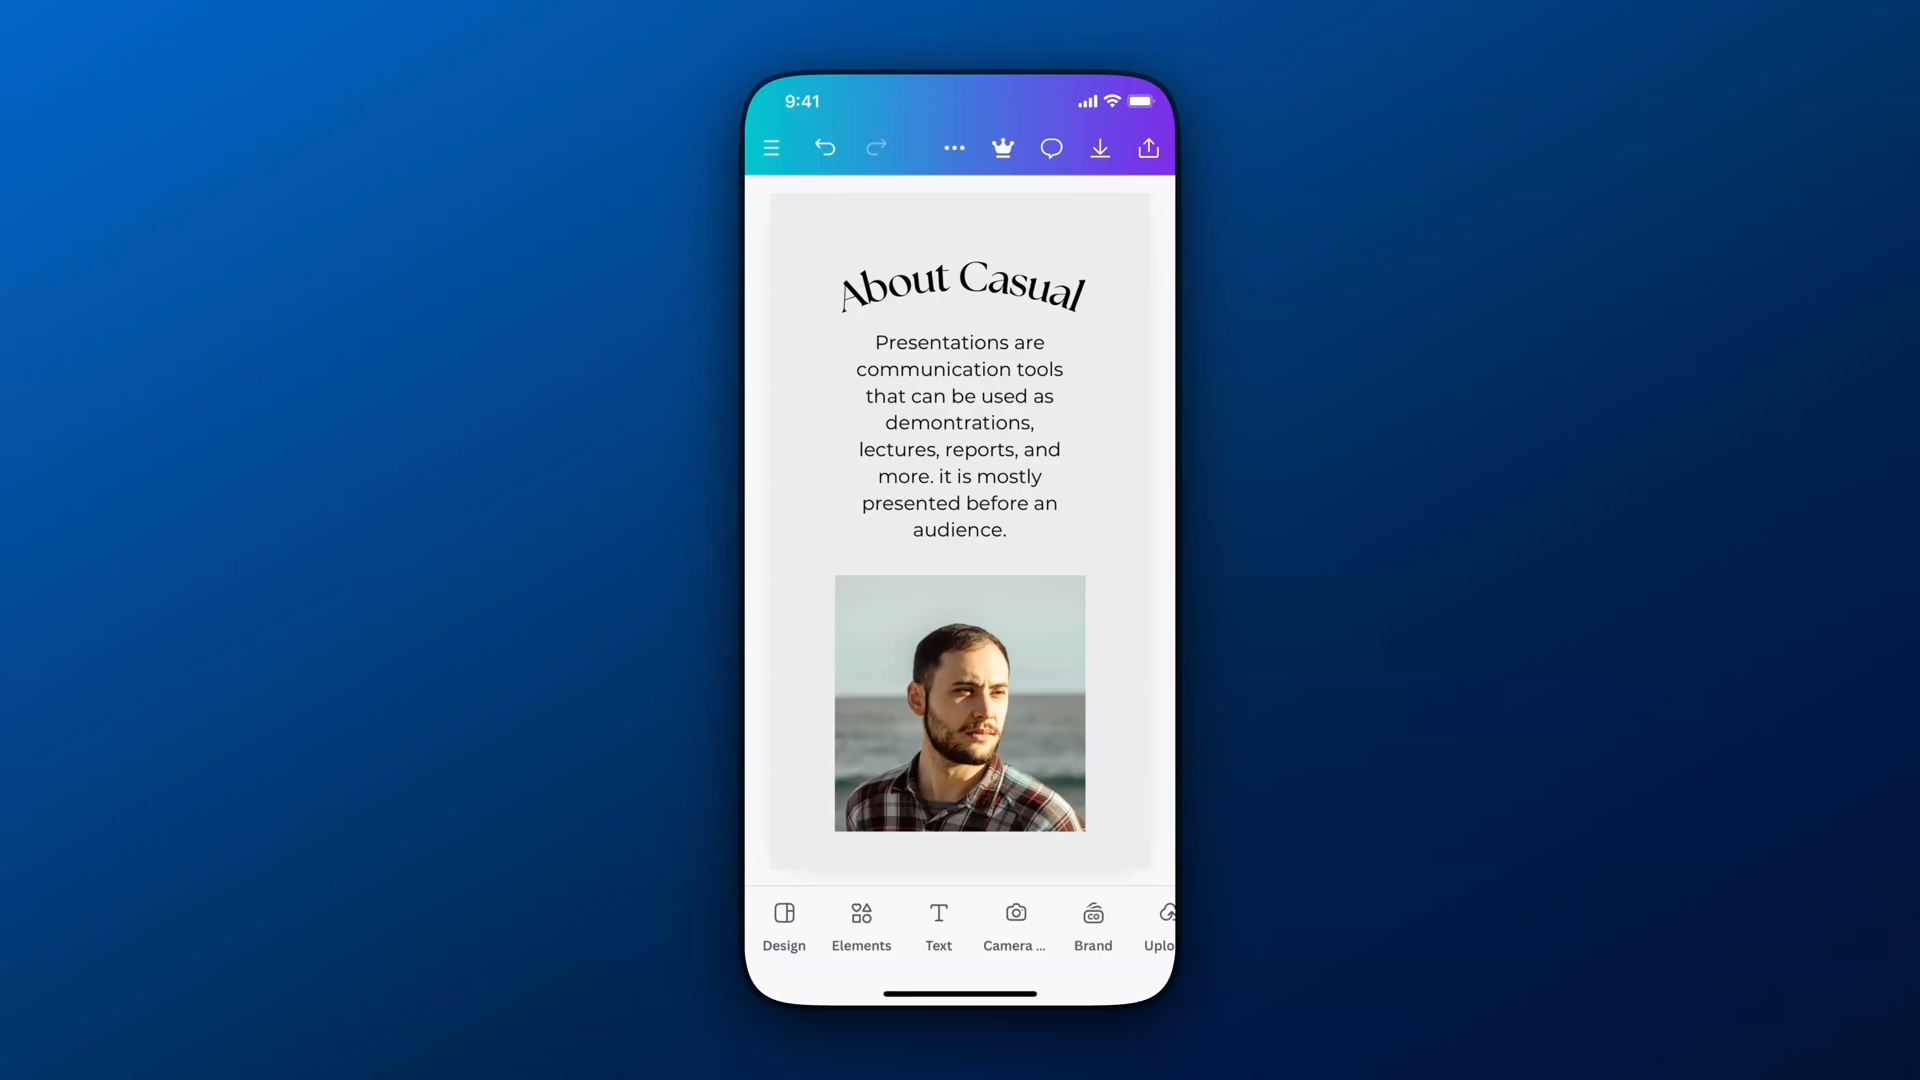 9:41
About Casual
Presentations are
communication tools
that can be used as
demontrations,
lectures, reports, and
more. it is mostly
presented before an
audience.
Design
Elements
Text
Camera ...
Brand
CO
Uplo